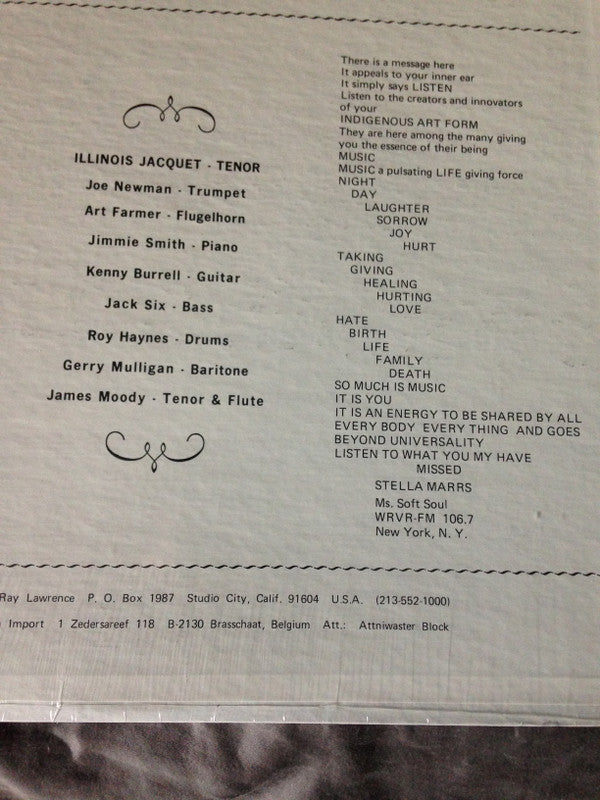 ILLINOIS JACQUET - TENOR
Joe Newman - Trumpet
Art Farmer - Flugelhorn
Jimmie Smith - Piano
Kenny Burrell - Guitar
Jack Six - Bass
Roy Haynes - Drums
Gerry Mulligan - Baritone
James Moody - Tenor & Flute
There is a message here
It appeals to your inner ear
It simply says LISTEN
Listen to the creators and innovators
of your
INDIGENOUS ART FORM
They are here among the many giving
you the essence of their being
MUSIC
MUSIC a pulsating LIFE giving force
NIGHT
DAY
LAUGHTER
SORROW
JOY
HURT
TAKING
GIVING
HEALING
HURTING
LOVE
HATE
BIRTH
LIFE
FAMILY
DEATH
SO MUCH IS MUSIC
IT IS YOU
IT IS AN ENERGY TO BE SHARED BY ALL
EVERY BODY EVERY THING AND GOES
BEYOND UNIVERSALITY
LISTEN TO WHAT YOU MY HAVE
MISSED
STELLA MARRS
Ms. Soft Soul
WRVR-FM 106.7
New York, N. Y.
Ray Lawrence P. O. Box 1987 Studio City, Calif. 91604 U.S.A. (213-552-1000)
Import 1 Zedersareef 118 B-2130 Brasschaat, Belgium Att.: Attniwaster Block